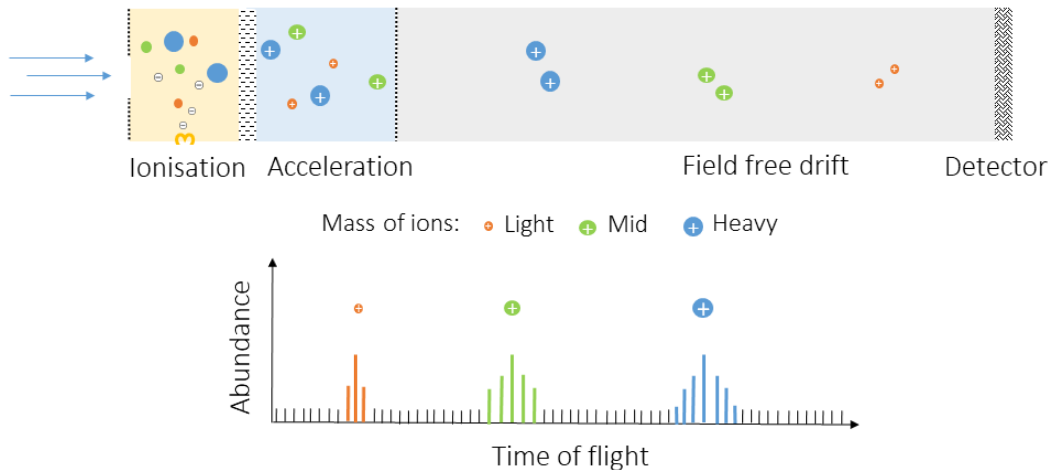 Ionisation
Acceleration
Field free drift
Detector
Mass of ions: Light Mid Heavy
Abundance
Time of flight